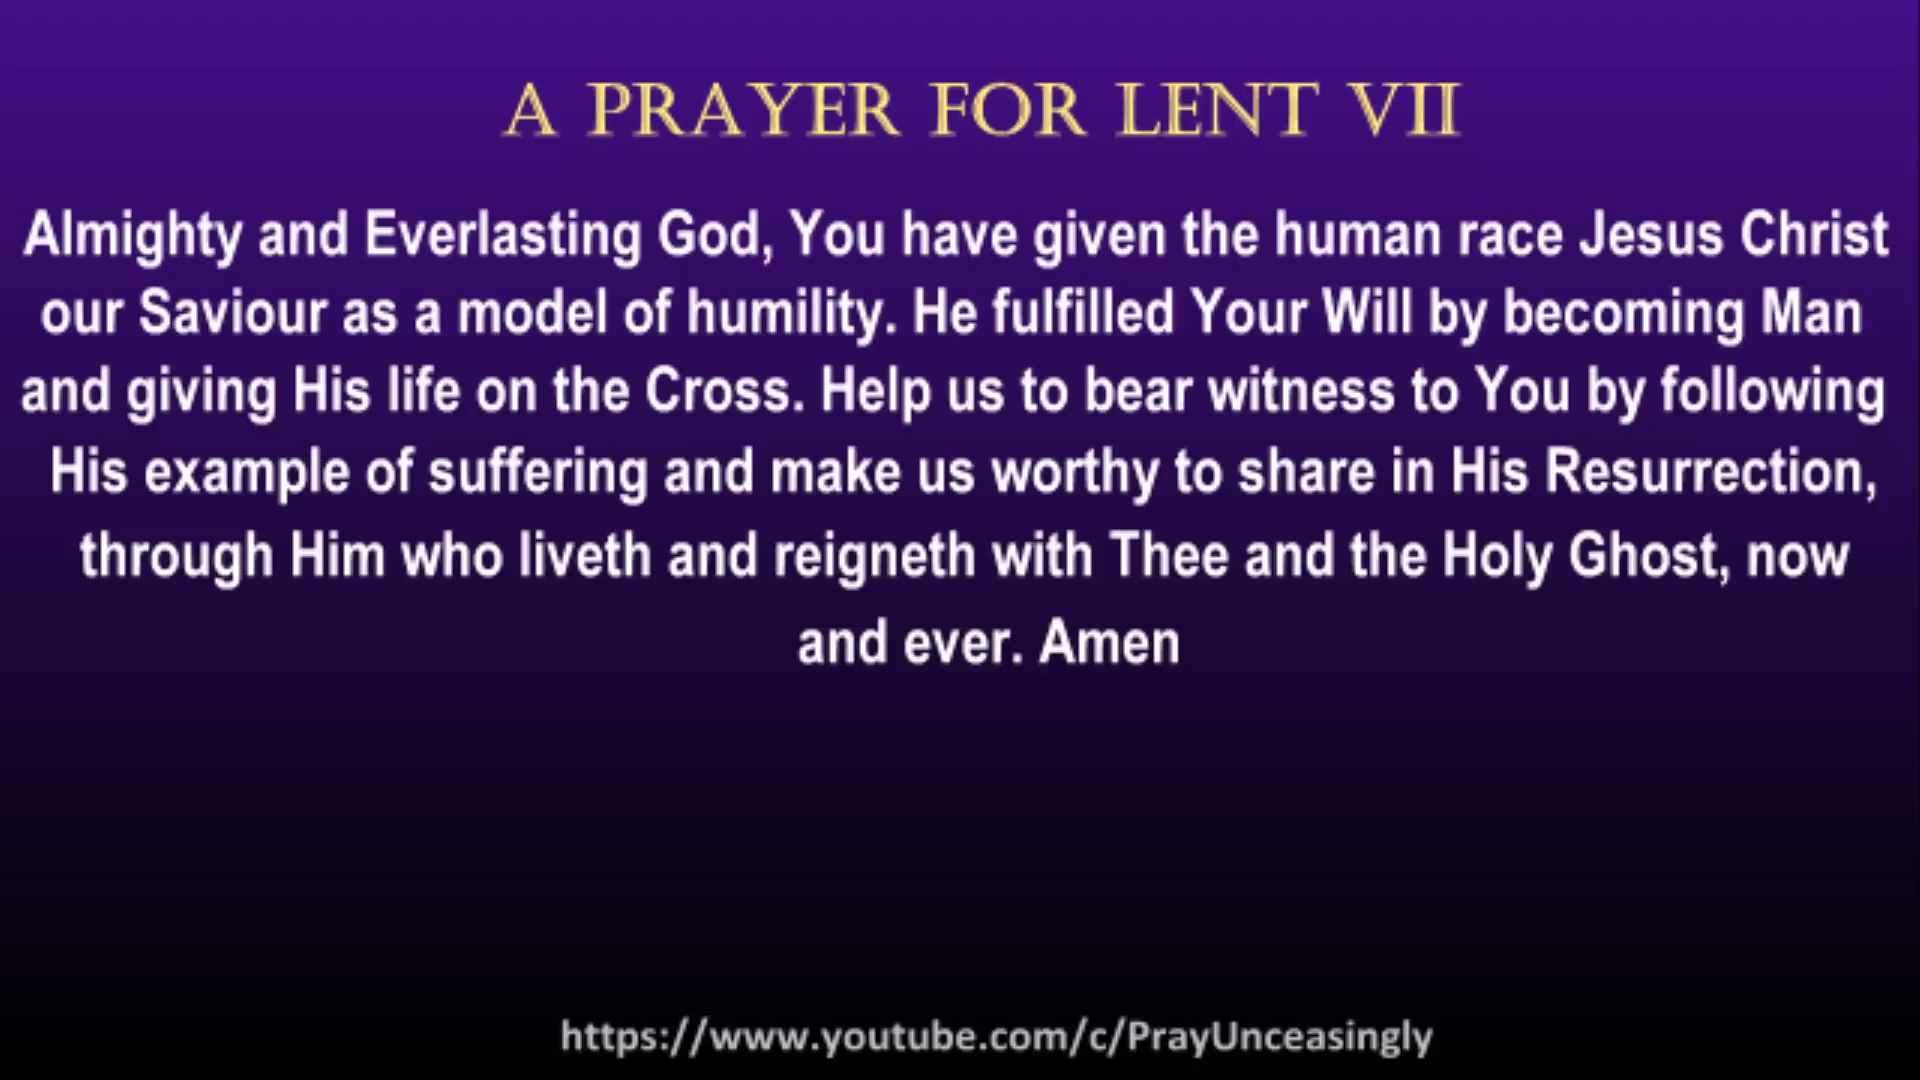 A PRAYER FOR LENT VII
Almighty and Everlasting God, You have given the human race Jesus Christ
our Saviour as a model of humility. He fulfilled Your Will by becoming Man
and giving His life on the Cross. Help us to bear witness to You by following
His example of suffering and make us worthy to share in His Resurrection,
through Him who liveth and reigneth with Thee and the Holy Ghost, now
and ever. Amen
https://www.youtube.com/c/PrayUnceasingly